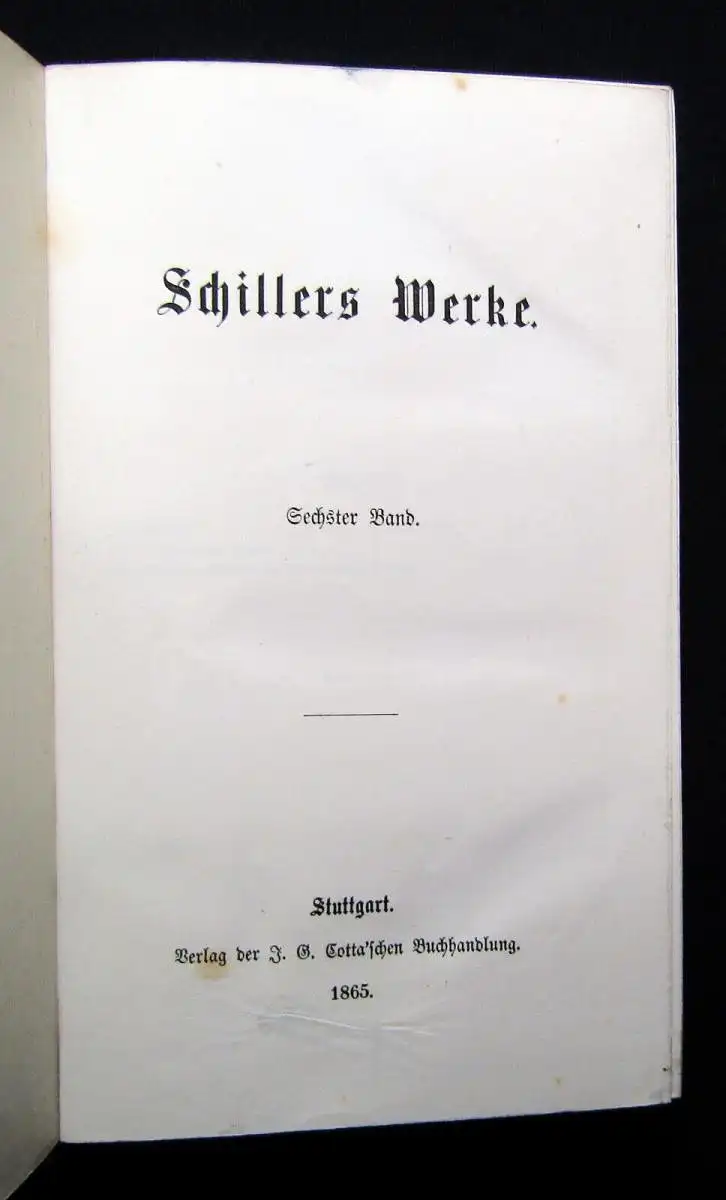 Schillers Werke.
Sechster Band.
Stuttgart.
Verlag der J. G. Cotta'schen Buchhandlung.
1865.